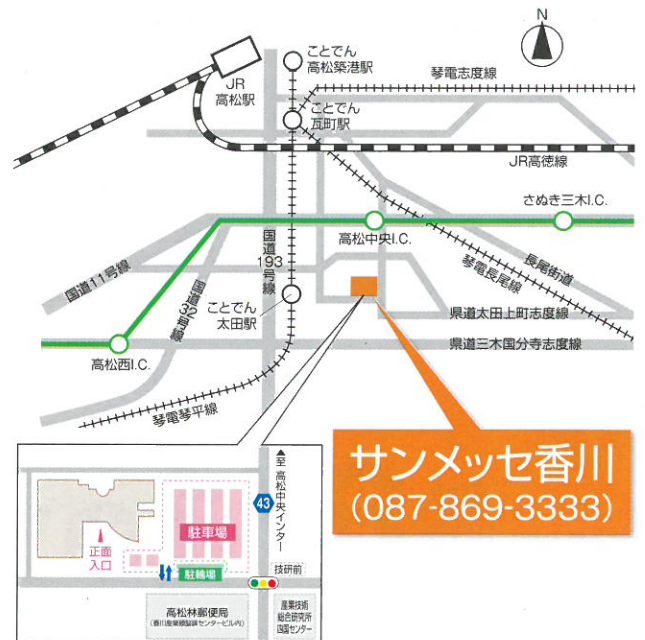 N
ことでん
高松築港駅
JR
高松駅
琴電志度線
ことでん
瓦町駅
JR高徳線
さぬき三木I.C.
高松中央I.C.
国道193号線
長尾街道
琴電長尾線
国道11号線
国道32号線
ことでん
太田駅
県道太田上町志度線
高松西I.C.
県道三木国分寺志度線
琴電琴平線
サンメッセ香川
(087-869-3333)
▲至 高松中央インター
43
駐車場
正面
入口
駐輪場
技研前
高松林郵便局
産業技術
総合研究所
四国センター